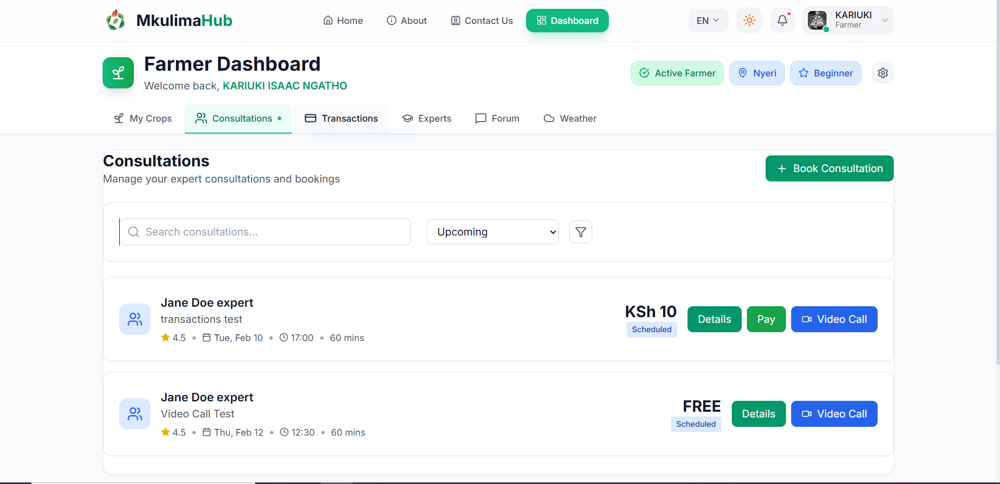 MkulimaHub
Home
About
Contact Us
Dashboard
EN
KARIUKI
Farmer
Farmer Dashboard
Welcome back, KARIUKI ISAAC NGATHO
Active Farmer
Nyeri
Beginner
My Crops
Consultations
Transactions
Experts
Forum
Weather
Consultations
Manage your expert consultations and bookings
Book Consultation
Search consultations...
Upcoming
Jane Doe expert
transactions test
4.5 • Tue, Feb 10 • 17:00 • 60 mins
KSh 10
Scheduled
Details
Pay
Video Call
Jane Doe expert
Video Call Test
4.5 • Thu, Feb 12 • 12:30 • 60 mins
FREE
Scheduled
Details
Video Call